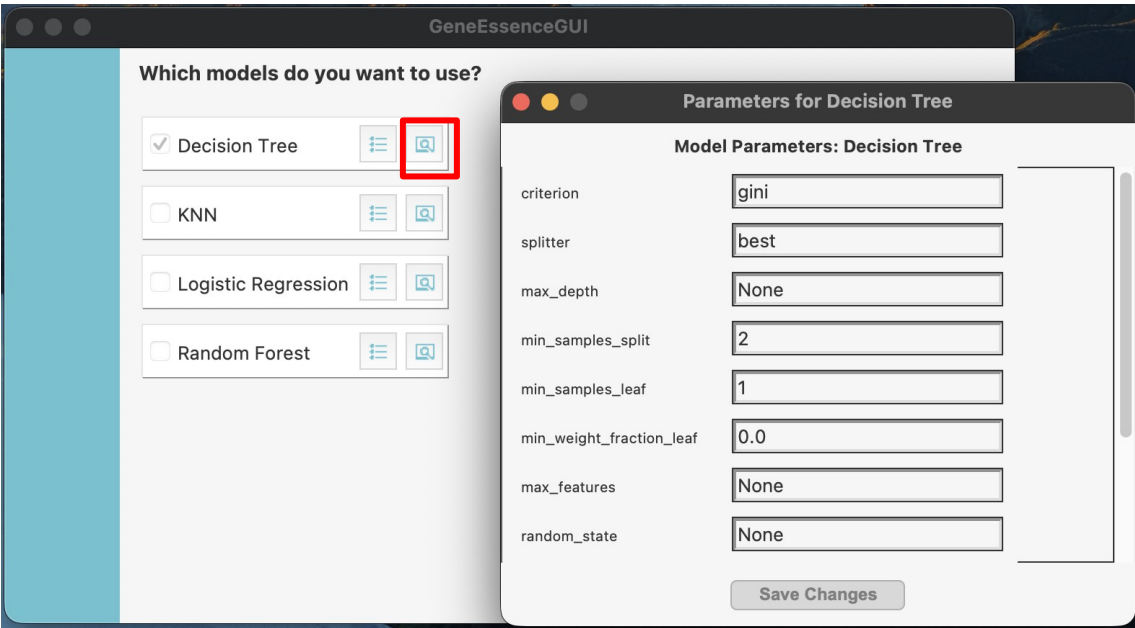 GeneEssenceGUI
Which models do you want to use?
Decision Tree
KNN
Logistic Regression
Random Forest
Parameters for Decision Tree
Model Parameters: Decision Tree
criterion gini
splitter best
max_depth None
min_samples_split 2
min_samples_leaf 1
min_weight_fraction_leaf 0.0
max_features None
random_state None
Save Changes